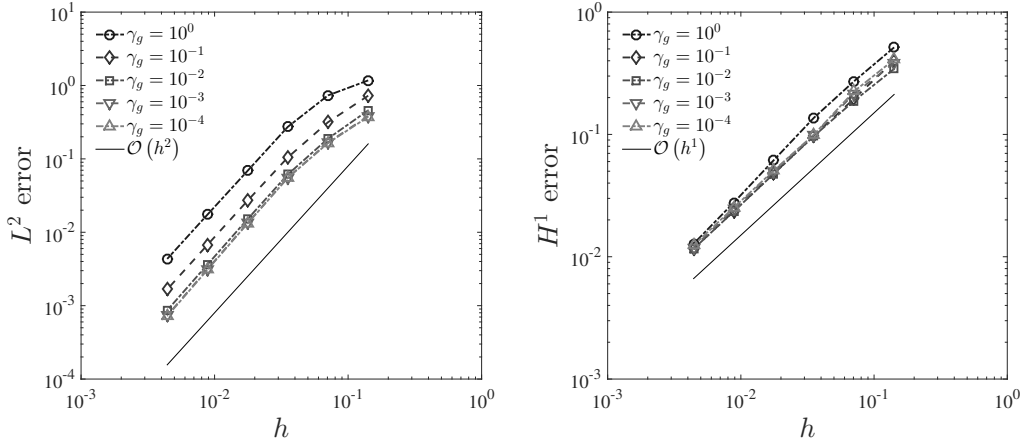 10^1
10^0
10^{-1}
10^{-2}
10^{-3}
10^{-4}
L^2 error
γ_g = 10^0
γ_g = 10^{-1}
γ_g = 10^{-2}
γ_g = 10^{-3}
γ_g = 10^{-4}
𝒪(h^2)
10^{-3}
10^{-2}
10^{-1}
10^0
h
10^0
10^{-1}
10^{-2}
10^{-3}
H^1 error
γ_g = 10^0
γ_g = 10^{-1}
γ_g = 10^{-2}
γ_g = 10^{-3}
γ_g = 10^{-4}
𝒪(h^1)
10^{-3}
10^{-2}
10^{-1}
10^0
h